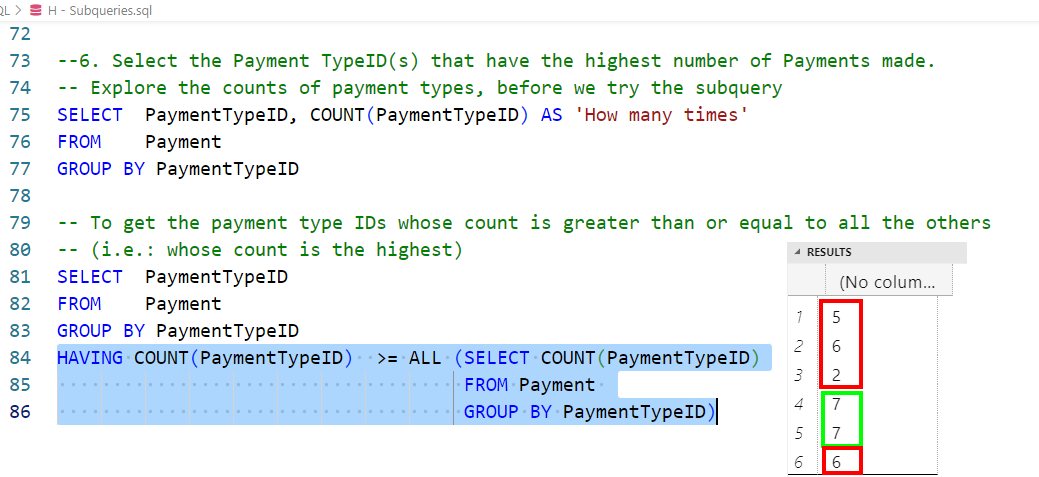 QL > H - Subqueries.sql
72
73 --6. Select the Payment TypeID(s) that have the highest number of Payments made.
74 -- Explore the counts of payment types, before we try the subquery
75 SELECT PaymentTypeID, COUNT(PaymentTypeID) AS 'How many times'
76 FROM Payment
77 GROUP BY PaymentTypeID
78
79 -- To get the payment type IDs whose count is greater than or equal to all the others
80 -- (i.e.: whose count is the highest)
81 SELECT PaymentTypeID
82 FROM Payment
83 GROUP BY PaymentTypeID
84 HAVING COUNT(PaymentTypeID) >= ALL (SELECT COUNT(PaymentTypeID)
85 FROM Payment
86 GROUP BY PaymentTypeID)
RESULTS
(No colum...
1 5
2 6
3 2
4 7
5 7
6 6